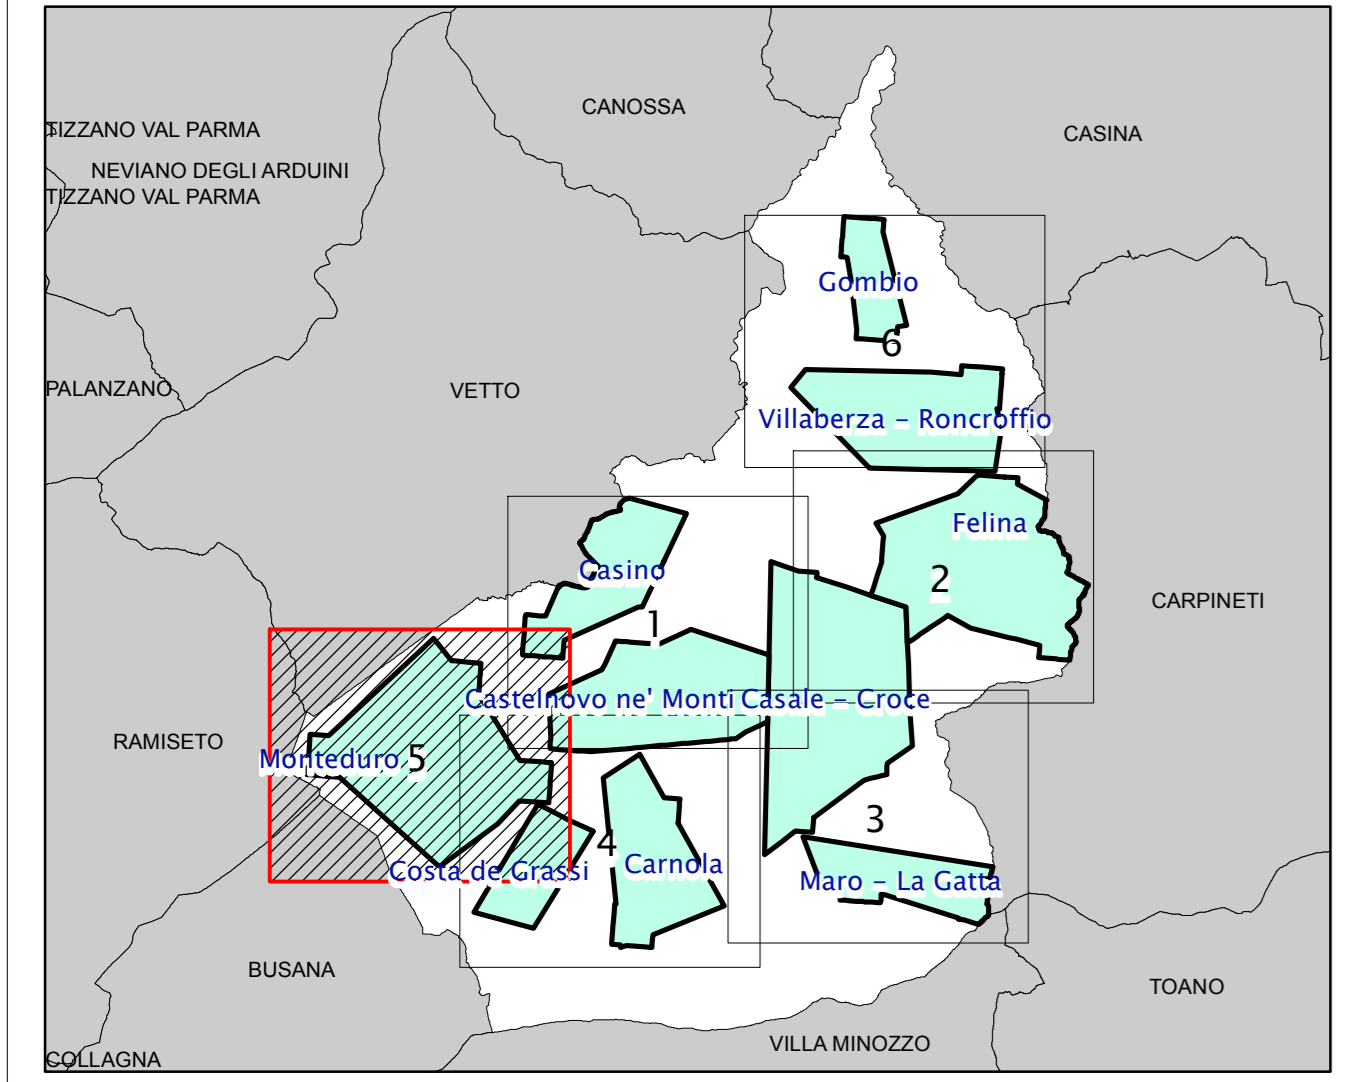 CANOSSA
TIZZANO VAL PARMA
CASINA
NEVIANO DEGLI ARDUINI
TIZZANO VAL PARMA
Gombio
6
PALANZANO
VETTO
Villaberza – Roncroffio
Felina
Casino
2
CARPINETI
1
Castelnovo ne' Monti
Casale – Croce
RAMISETO
Monteduro
5
3
4
Carnola
Costa de Grassi
Maro – La Gatta
BUSANA
TOANO
VILLA MINOZZO
COLLAGNA